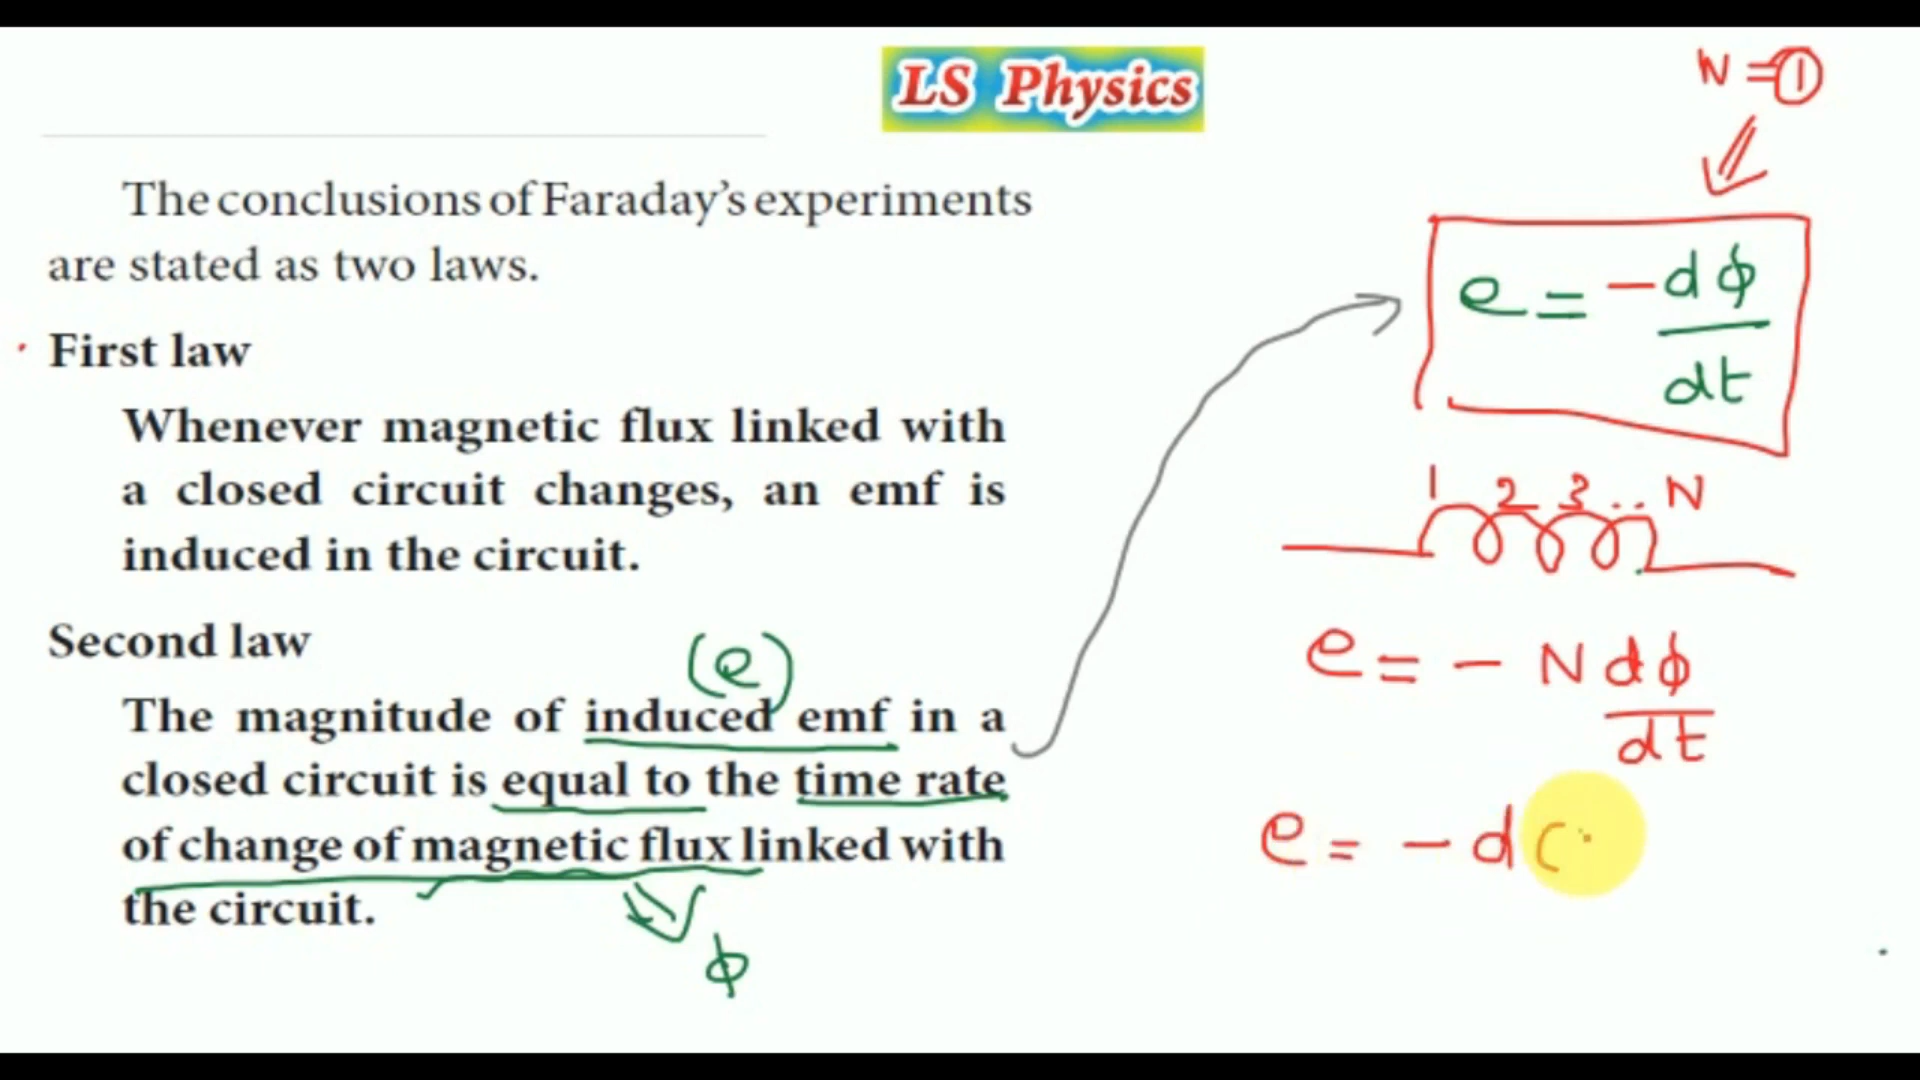 LS Physics
N = 1
The conclusions of Faraday's experiments
are stated as two laws.
First law
Whenever magnetic flux linked with
a closed circuit changes, an emf is
induced in the circuit.
Second law
(e)
The magnitude of induced emf in a
closed circuit is equal to the time rate
of change of magnetic flux linked with
the circuit.
ϕ
e = - dϕ
dt
1 2 3 .. N
e = - N dϕ
dt
e = - d (